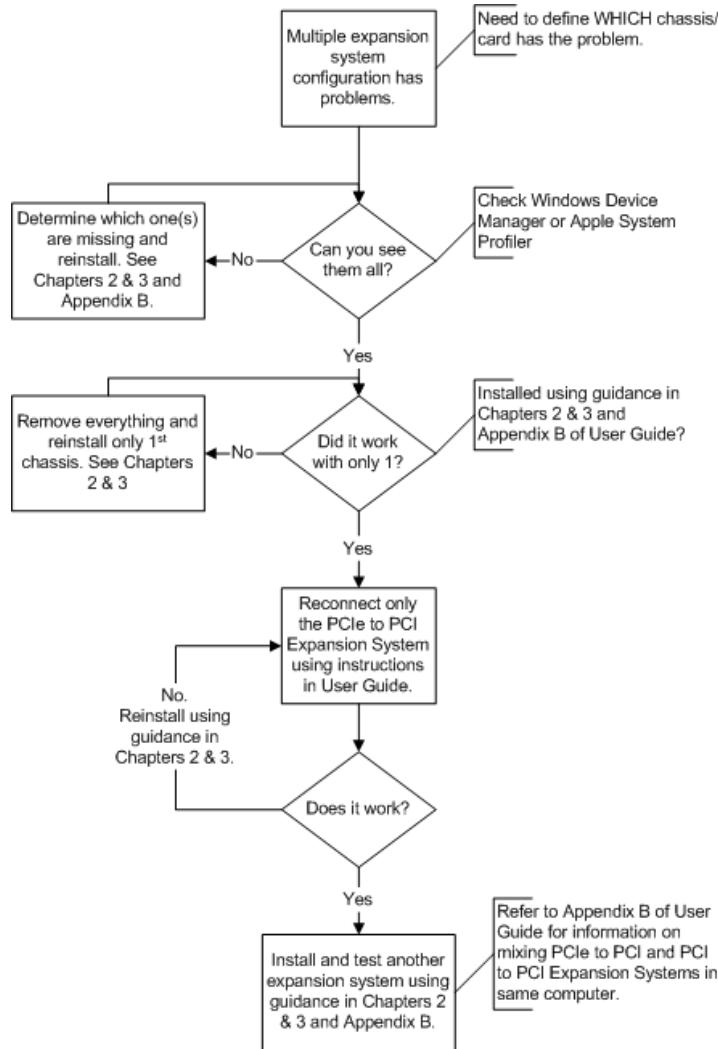 Multiple expansion
system
configuration has
problems.
Need to define WHICH chassis/
card has the problem.
Determine which one(s)
are missing and
reinstall. See
Chapters 2 & 3 and
Appendix B.
No
Can you see
them all?
Check Windows Device
Manager or Apple System
Profiler
Yes
Remove everything and
reinstall only 1st
chassis. See Chapters
2 & 3
No
Did it work
with only 1?
Installed using guidance in
Chapters 2 & 3 and
Appendix B of User Guide?
Yes
Reconnect only
the PCIe to PCI
Expansion System
using instructions
in User Guide.
No.
Reinstall using
guidance in
Chapters 2 & 3.
Does it work?
Yes
Install and test another
expansion system using
guidance in Chapters 2
& 3 and Appendix B.
Refer to Appendix B of User
Guide for information on
mixing PCIe to PCI and PCI
to PCI Expansion Systems in
same computer.